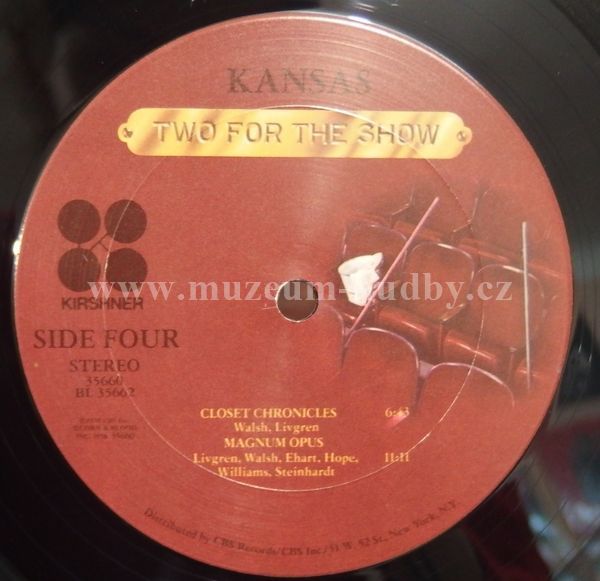 KANSAS
TWO FOR THE SHOW
www.muzeum-hudby.cz
KIRSHNER
SIDE FOUR
STEREO
35660
BL 35662
CLOSET CHRONICLES 6:43
Walsh, Livgren
MAGNUM OPUS
Livgren, Walsh, Ehart, Hope, 11:11
Williams, Steinhardt
Distributed by CBS Records/CBS Inc./51 W. 52 St., New York, N.Y.